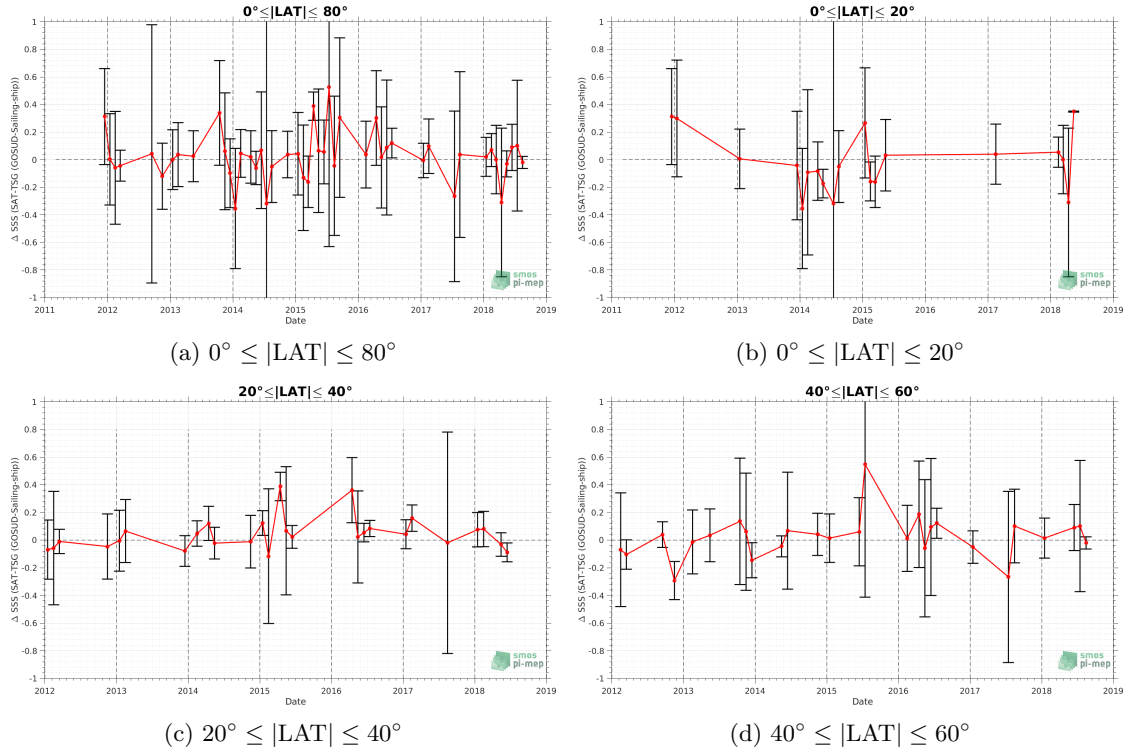 0°≤|LAT|≤ 80°
Δ SSS (SAT-TSG (GOSUD-Sailing-ship))
1
0.8
0.6
0.4
0.2
0
-0.2
-0.4
-0.6
-0.8
-1
2011 2012 2013 2014 2015 2016 2017 2018 2019
Date
smos
pi-mep
(a) 0° ≤ |LAT| ≤ 80°
0°≤|LAT|≤ 20°
Δ SSS (SAT-TSG (GOSUD-Sailing-ship))
1
0.8
0.6
0.4
0.2
0
-0.2
-0.4
-0.6
-0.8
-1
2011 2012 2013 2014 2015 2016 2017 2018 2019
Date
smos
pi-mep
(b) 0° ≤ |LAT| ≤ 20°
20°≤|LAT|≤ 40°
Δ SSS (SAT-TSG (GOSUD-Sailing-ship))
1
0.8
0.6
0.4
0.2
0
-0.2
-0.4
-0.6
-0.8
-1
2012 2013 2014 2015 2016 2017 2018 2019
Date
smos
pi-mep
(c) 20° ≤ |LAT| ≤ 40°
40°≤|LAT|≤ 60°
Δ SSS (SAT-TSG (GOSUD-Sailing-ship))
1
0.8
0.6
0.4
0.2
0
-0.2
-0.4
-0.6
-0.8
-1
2012 2013 2014 2015 2016 2017 2018 2019
Date
smos
pi-mep
(d) 40° ≤ |LAT| ≤ 60°